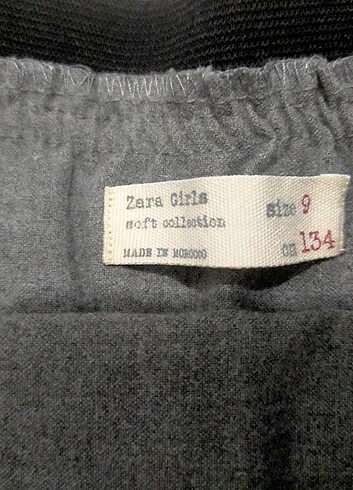 Zara Girls
soft collection
MADE IN MOROCCO
size 9
cm 134